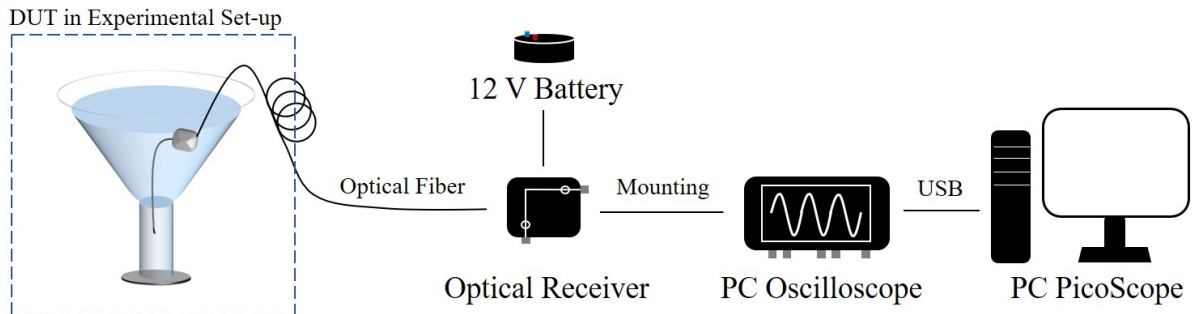 DUT in Experimental Set-up
12 V Battery
Optical Fiber
Mounting
USB
Optical Receiver
PC Oscilloscope
PC PicoScope